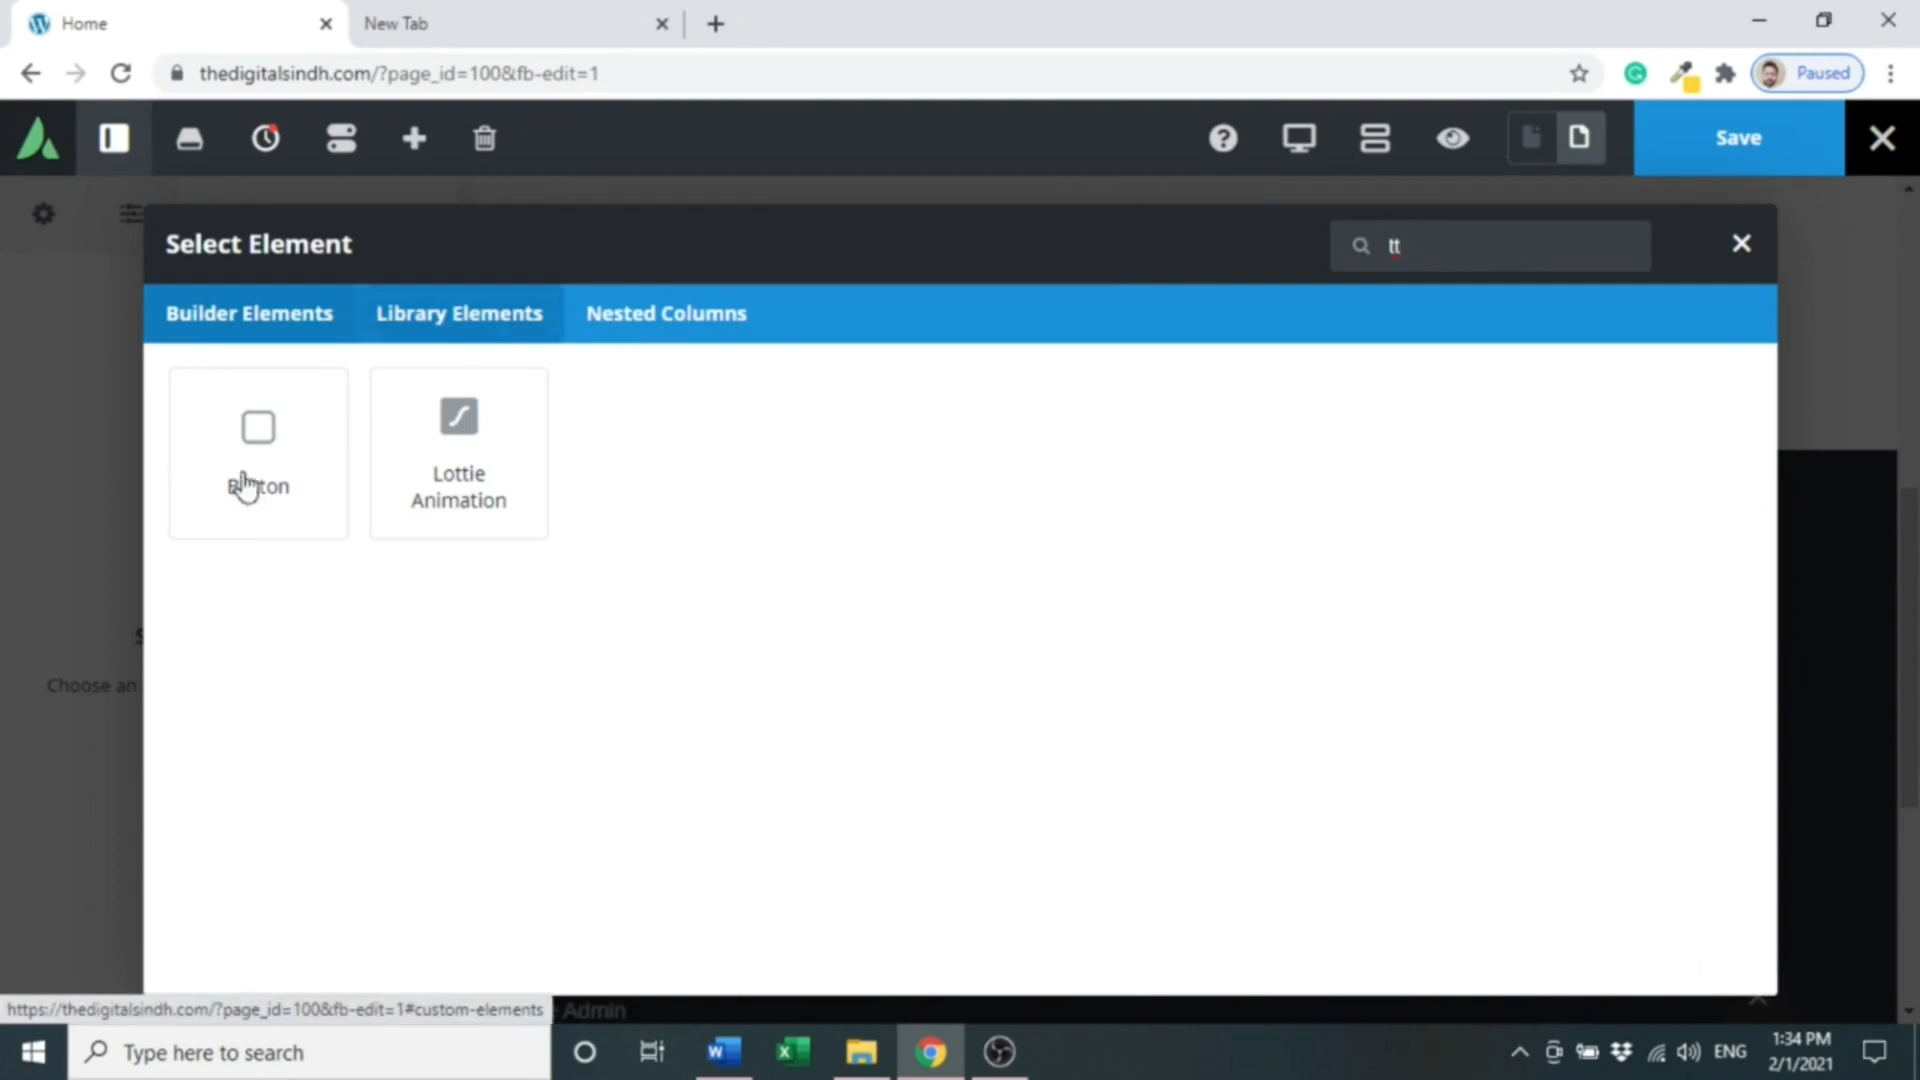 Home
New Tab
thedigitalsindh.com/?page_id=100&fb-edit=1
Paused
Save
Select Element
tt
Builder Elements
Library Elements
Nested Columns
Button
Lottie
Animation
Choose an
https://thedigitalsindh.com/?page_id=100&fb-edit=1#custom-elements
Admin
Type here to search
ENG
1:34 PM
2/1/2021